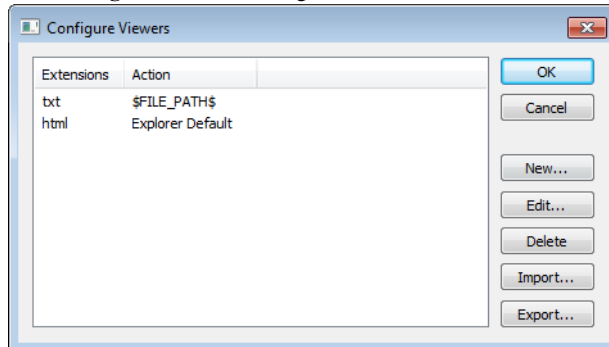 Configure Viewers
Extensions Action
txt $FILE_PATH$
html Explorer Default
OK
Cancel
New...
Edit...
Delete
Import...
Export...